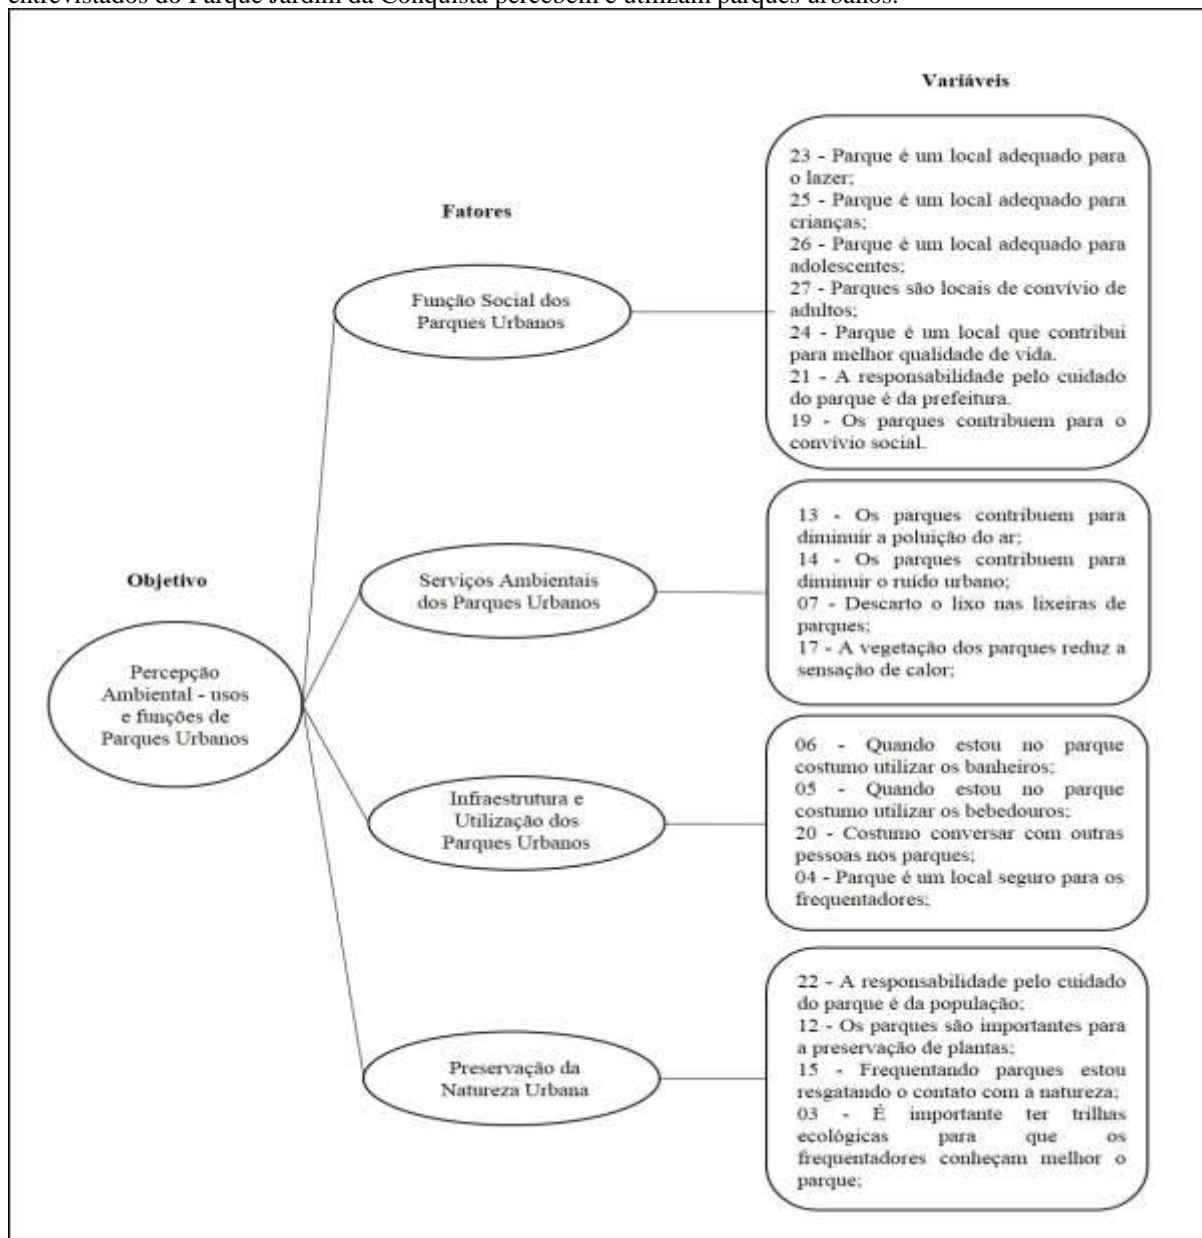 entrevistados do Parque Jardim da Conquista percebem e utilizam parques urbanos.
Variáveis
23 - Parque é um local adequado para
o lazer;
25 - Parque é um local adequado para
crianças;
26 - Parque é um local adequado para
adolescentes;
27 - Parques são locais de convívio de
adultos;
24 - Parque é um local que contribui
para melhor qualidade de vida.
21 - A responsabilidade pelo cuidado
do parque é da prefeitura.
19 - Os parques contribuem para o
convívio social.
Fatores
Função Social dos
Parques Urbanos
13 - Os parques contribuem para
diminuir a poluição do ar;
14 - Os parques contribuem para
diminuir o ruído urbano;
07 - Descarto o lixo nas lixeiras de
parques;
17 - A vegetação dos parques reduz a
sensação de calor;
Serviços Ambientais
dos Parques Urbanos
Objetivo
Percepção
Ambiental - usos
e funções de
Parques Urbanos
06 - Quando estou no parque
costumo utilizar os banheiros;
05 - Quando estou no parque
costumo utilizar os bebedouros;
20 - Costumo conversar com outras
pessoas nos parques;
04 - Parque é um local seguro para os
frequentadores;
Infraestrutura e
Utilização dos
Parques Urbanos
22 - A responsabilidade pelo cuidado
do parque é da população;
12 - Os parques são importantes para
a preservação de plantas;
15 - Frequentando parques estou
resgatando o contato com a natureza;
03 - É importante ter trilhas
ecológicas para que os
frequentadores conheçam melhor o
parque;
Preservação da
Natureza Urbana